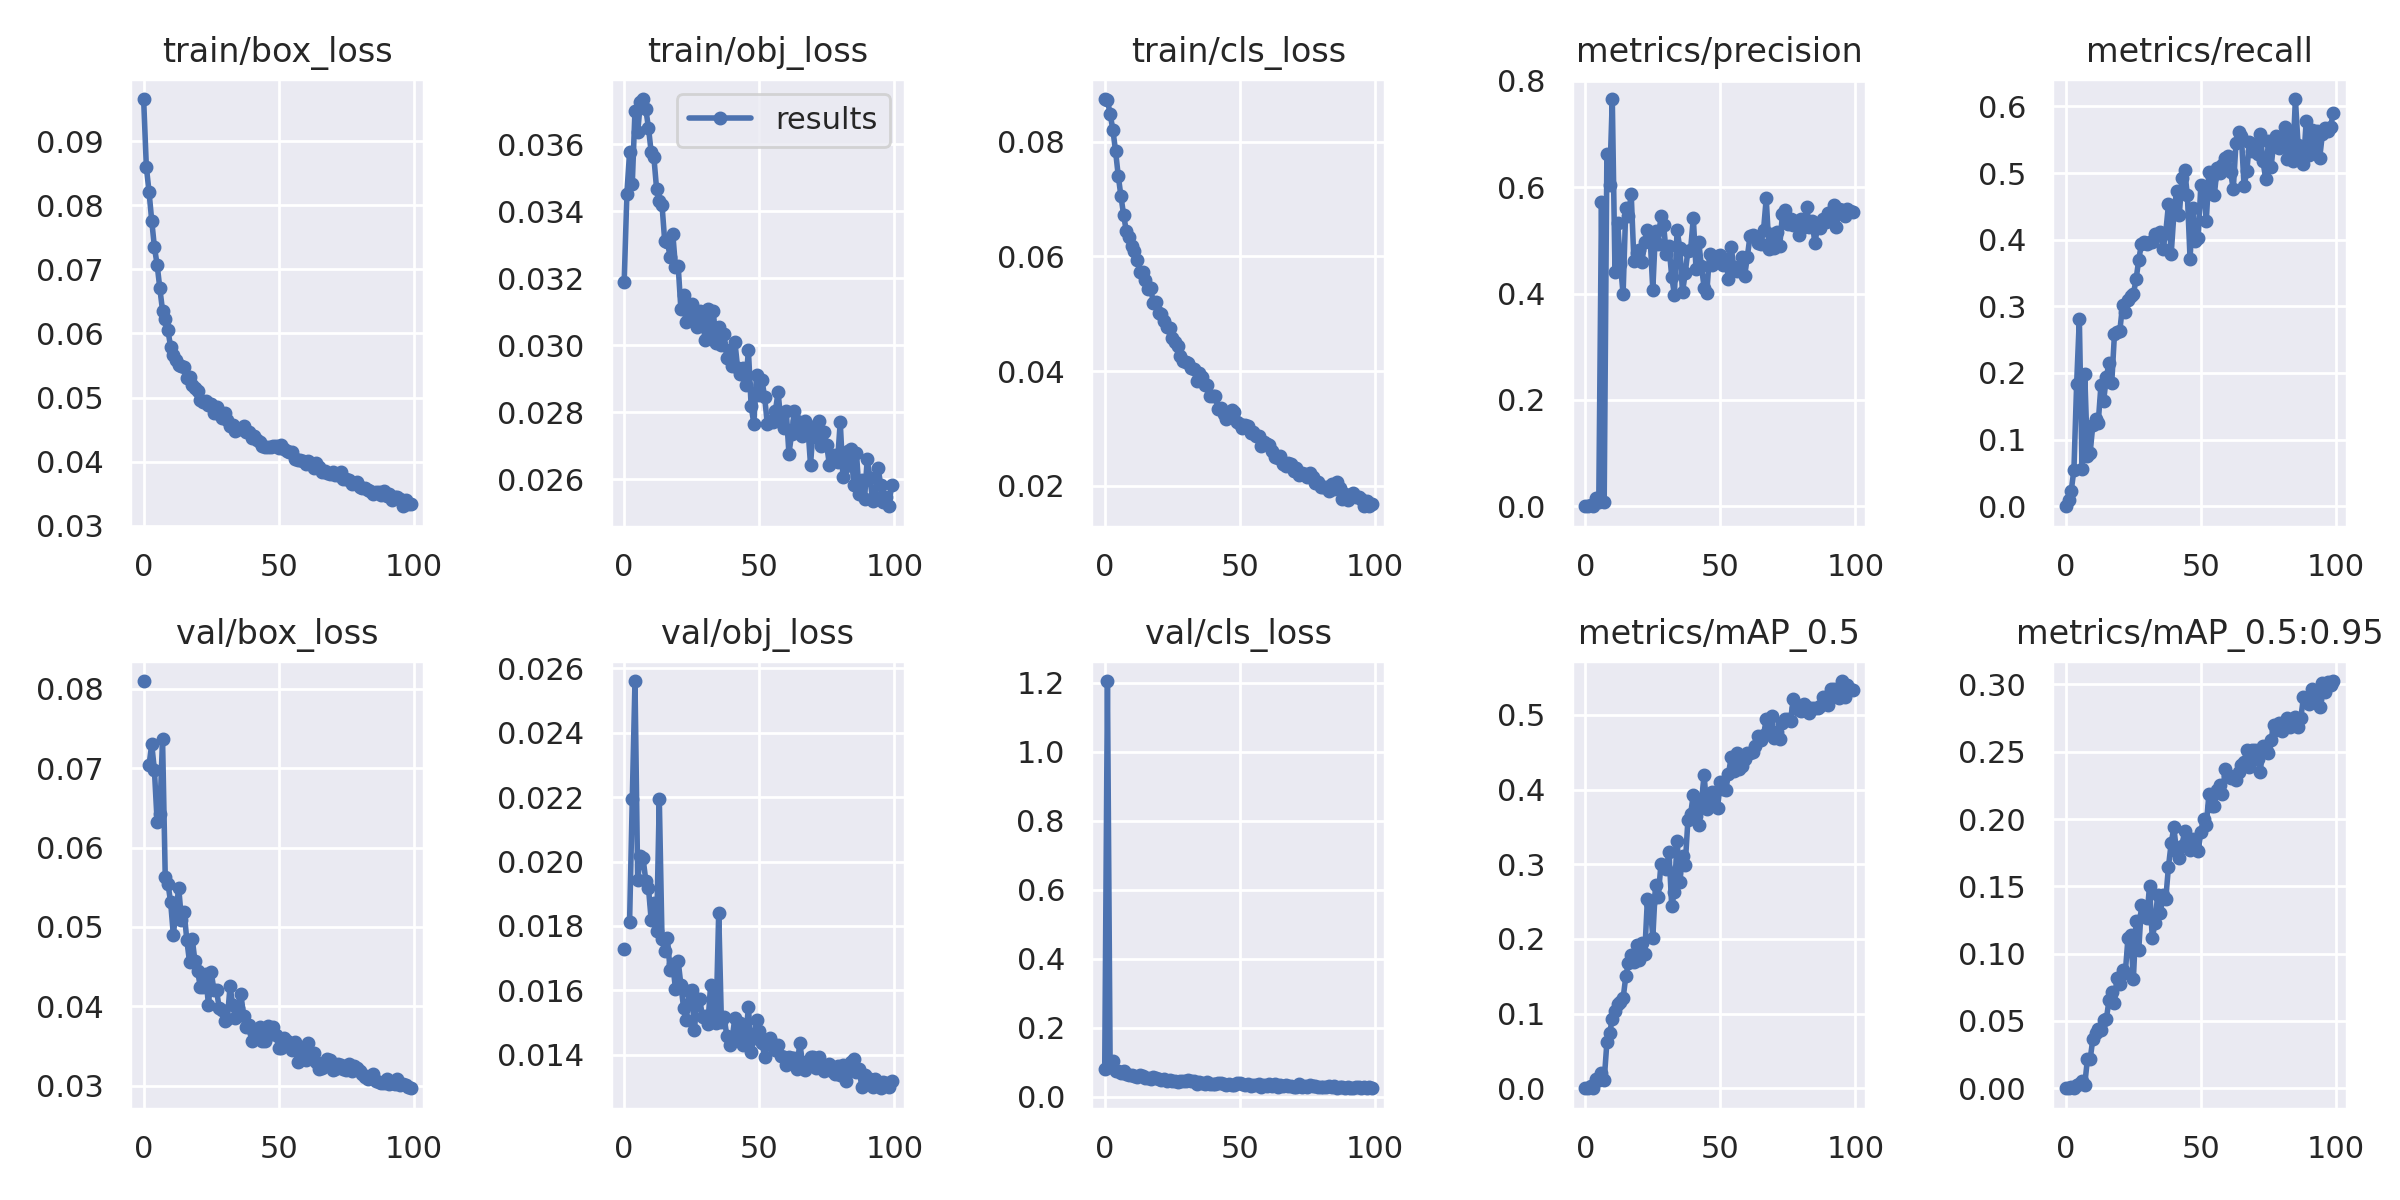 train/box_loss
0.09
0.08
0.07
0.06
0.05
0.04
0.03
0 50 100
train/obj_loss
results
0.036
0.034
0.032
0.030
0.028
0.026
0 50 100
train/cls_loss
0.08
0.06
0.04
0.02
0 50 100
metrics/precision
0.8
0.6
0.4
0.2
0.0
0 50 100
metrics/recall
0.6
0.5
0.4
0.3
0.2
0.1
0.0
0 50 100
val/box_loss
0.08
0.07
0.06
0.05
0.04
0.03
0 50 100
val/obj_loss
0.026
0.024
0.022
0.020
0.018
0.016
0.014
0 50 100
val/cls_loss
1.2
1.0
0.8
0.6
0.4
0.2
0.0
0 50 100
metrics/mAP_0.5
0.5
0.4
0.3
0.2
0.1
0.0
0 50 100
metrics/mAP_0.5:0.95
0.30
0.25
0.20
0.15
0.10
0.05
0.00
0 50 100